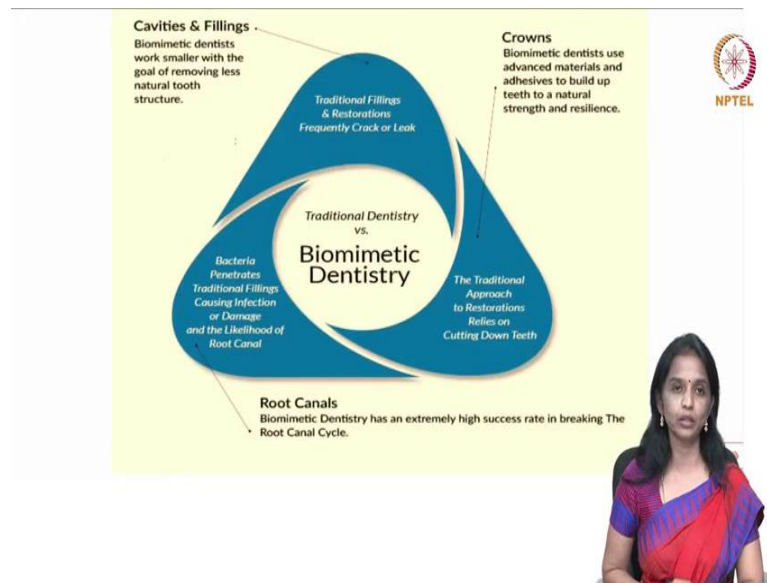 Cavities & Fillings
Biomimetic dentists
work smaller with the
goal of removing less
natural tooth
structure.
Crowns
Biomimetic dentists use
advanced materials and
adhesives to build up
teeth to a natural
strength and resilience.
NPTEL
Traditional Fillings
& Restorations
Frequently Crack or Leak
Traditional Dentistry
vs.
Biomimetic
Dentistry
Bacteria
Penetrates
Traditional Fillings
Causing Infection
or Damage
and the Likelihood of
Root Canal
The Traditional
Approach
to Restorations
Relies on
Cutting Down Teeth
Root Canals
Biomimetic Dentistry has an extremely high success rate in breaking The
Root Canal Cycle.